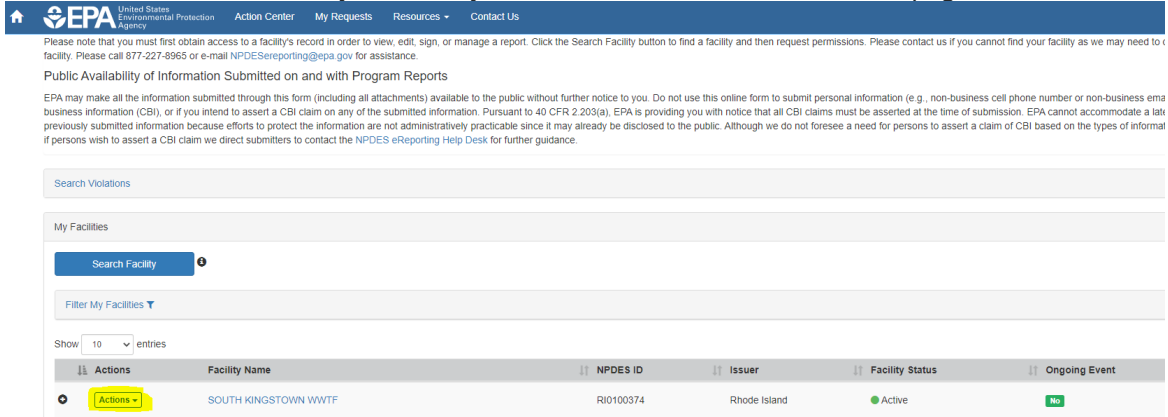 EPA United States Environmental Protection Agency Action Center My Requests Resources Contact Us
Please note that you must first obtain access to a facility's record in order to view, edit, sign, or manage a report. Click the Search Facility button to find a facility and then request permissions. Please contact us if you cannot find your facility as we may need to
facility. Please call 877-227-8965 or e-mail NPDESereporting@epa.gov for assistance.
Public Availability of Information Submitted on and with Program Reports
EPA may make all the information submitted through this form (including all attachments) available to the public without further notice to you. Do not use this online form to submit personal information (e.g., non-business cell phone number or non-business
business information (CBI), or if you intend to assert a CBI claim on any of the submitted information. Pursuant to 40 CFR 2.203(a), EPA is providing you with notice that all CBI claims must be asserted at the time of submission. EPA cannot accommodate a
previously submitted information because efforts to protect the information are not administratively practicable since it may already be disclosed to the public. Although we do not foresee a need for persons to assert a claim of CBI based on the types of
if persons wish to assert a CBI claim we direct submitters to contact the NPDES eReporting Help Desk for further guidance.
Search Violations
My Facilities
Search Facility
Filter My Facilities
Show 10 entries
Actions Facility Name NPDES ID Issuer Facility Status Ongoing Event
Actions SOUTH KINGSTOWN WWTF RI0100374 Rhode Island Active No